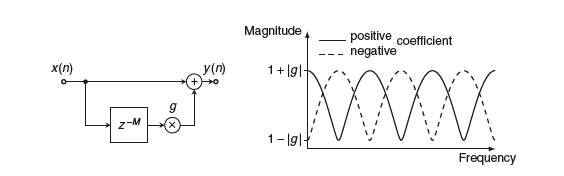 x(n)
y(n)
g
z⁻ᴹ
+
×
Magnitude
positive coefficient
negative
1+|g|
1−|g|
Frequency